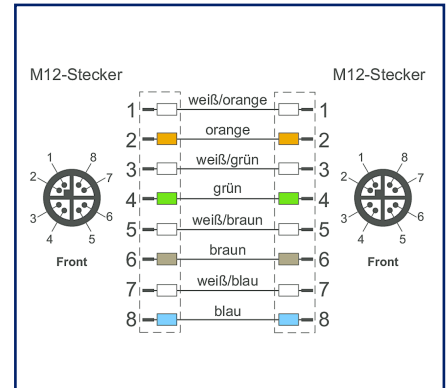 M12-Stecker M12-Stecker
1 weiß/orange 1
2 orange 2
3 weiß/grün 3
4 grün 4
5 weiß/braun 5
6 braun 6
7 weiß/blau 7
8 blau 8
1 8
2 7
3 6
4 5
Front
1 8
2 7
3 6
4 5
Front